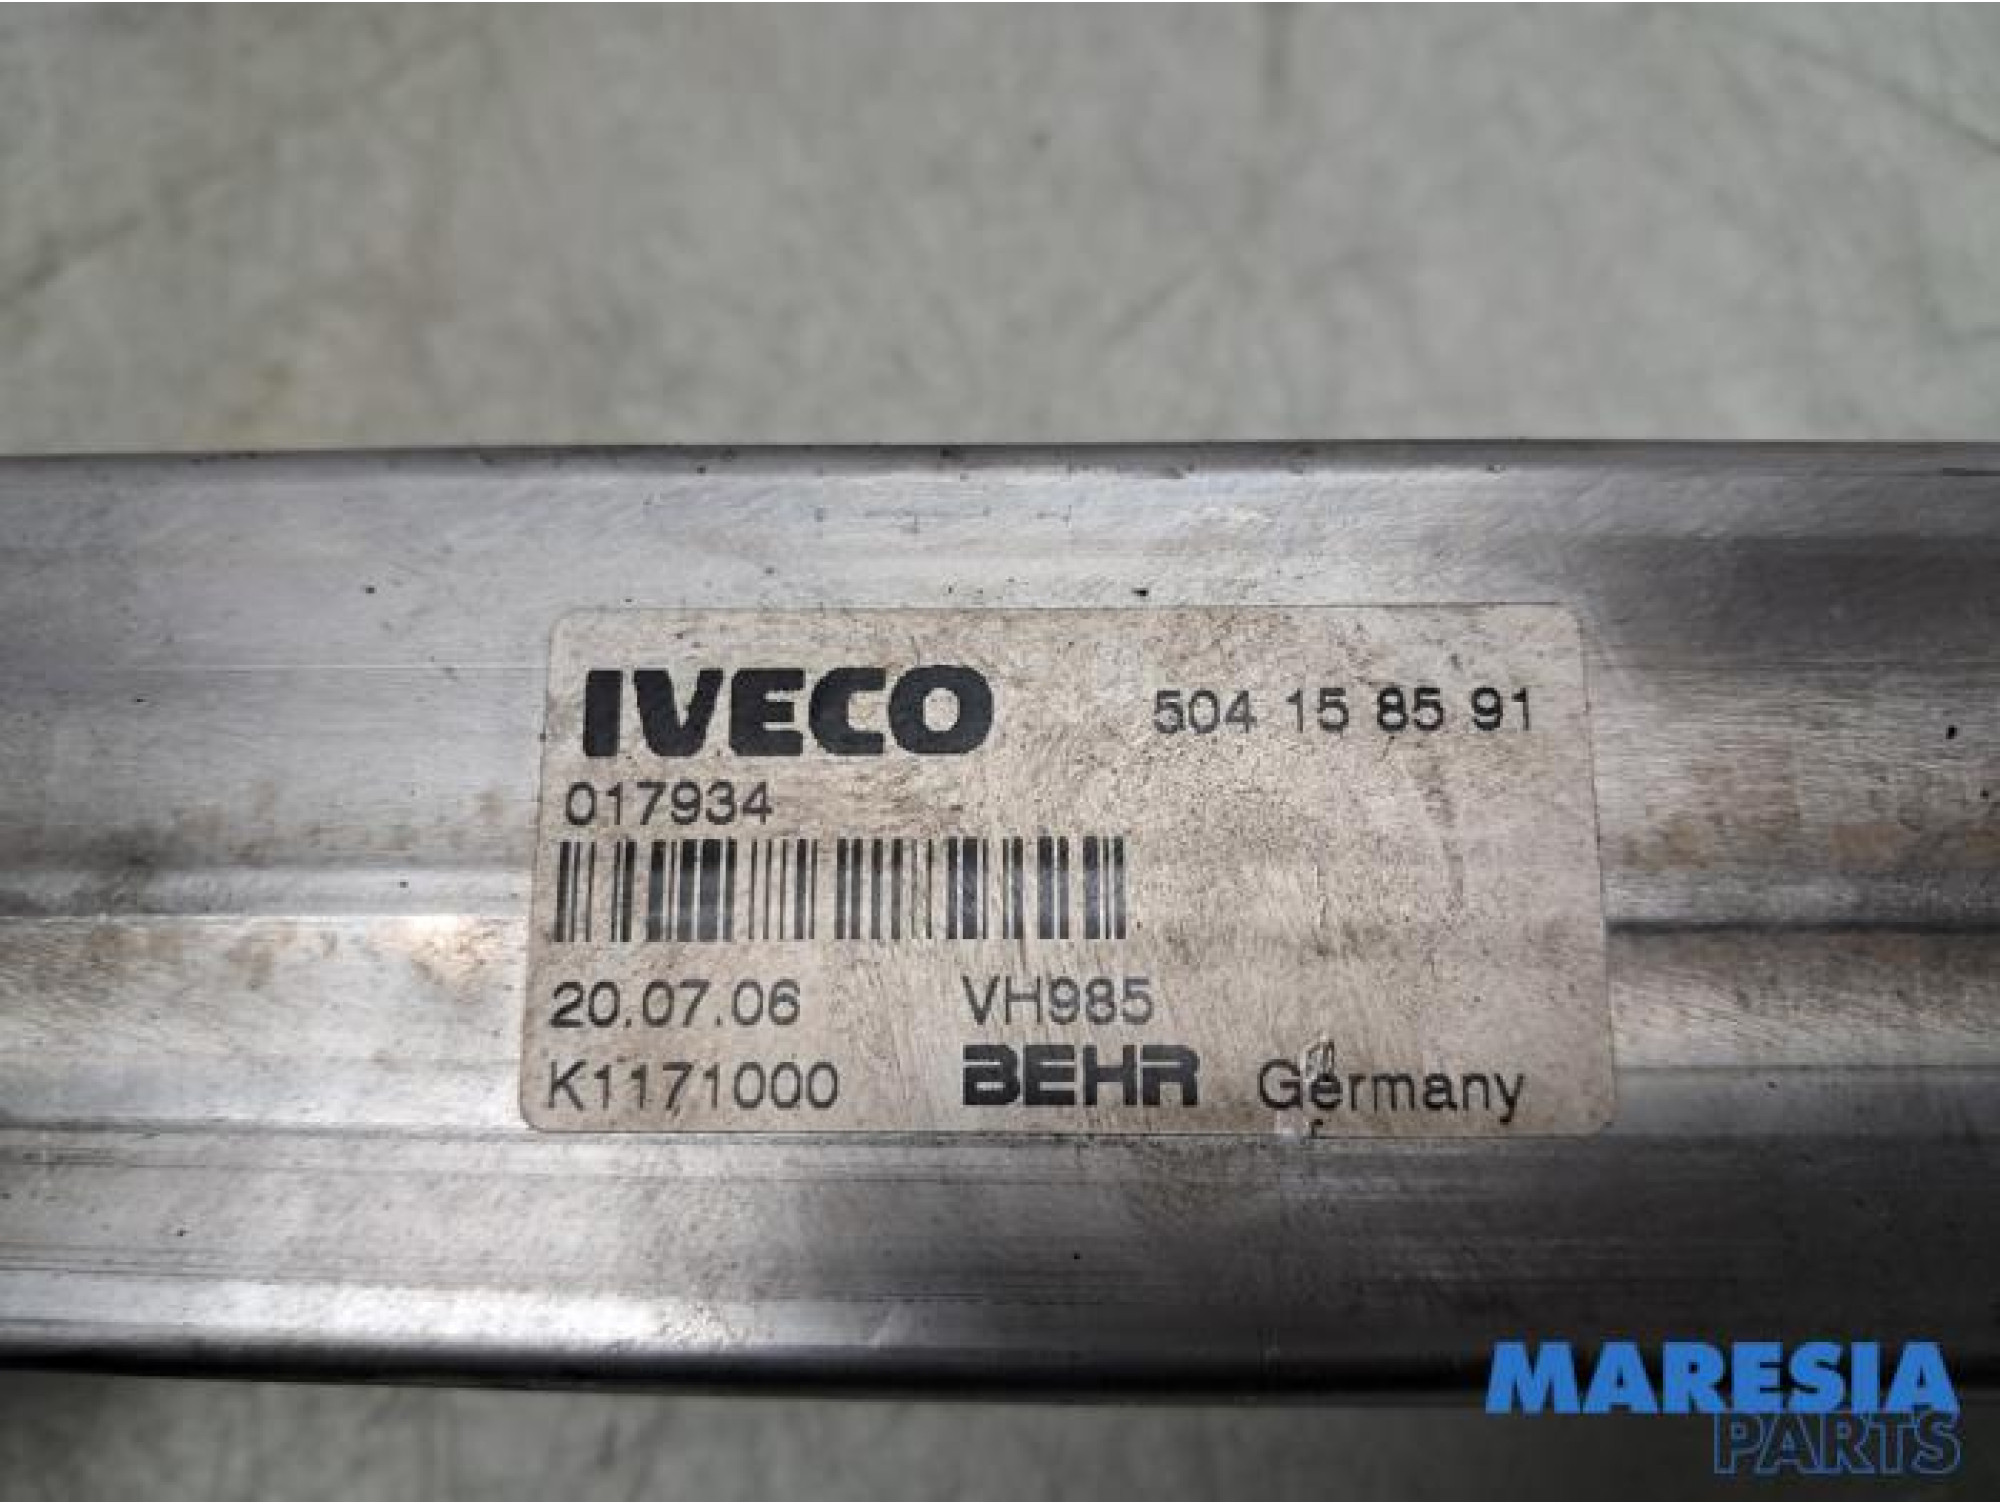 IVECO 504 15 85 91
017934
20.07.06 VH985
K1171000 BEHR Germany
MARESIA
PARTS